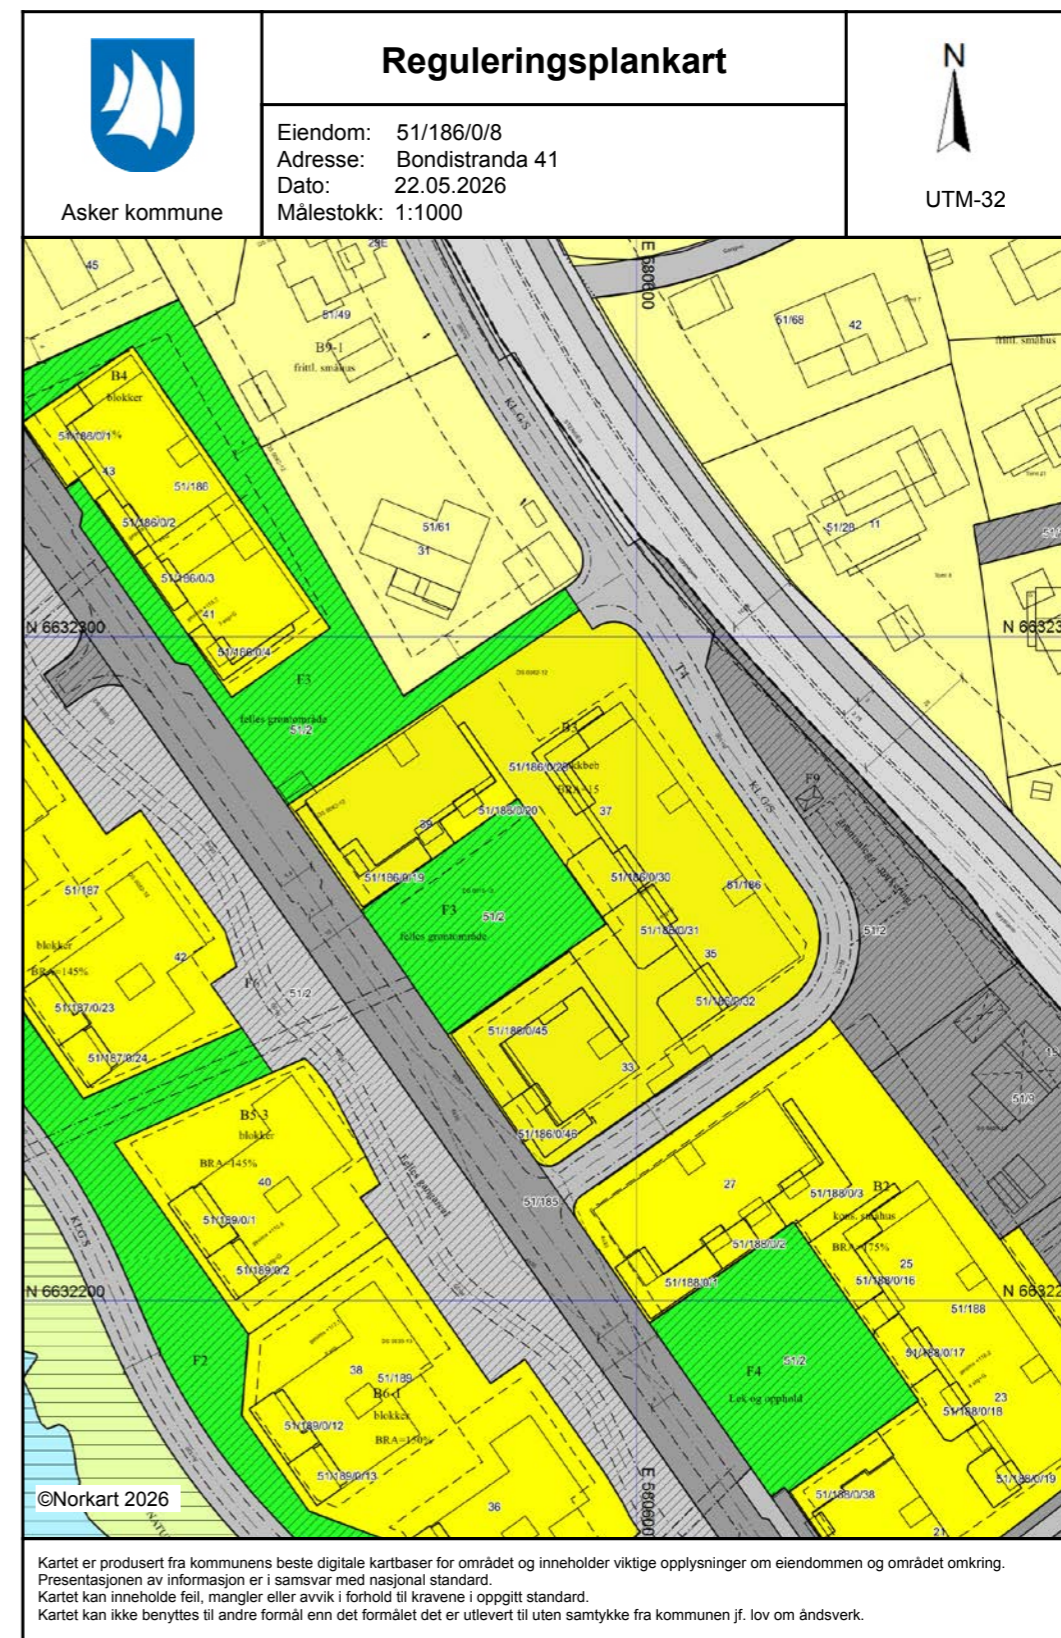 Reguleringsplankart
Asker kommune
Eiendom: 51/186/0/8
Adresse: Bondistranda 41
Dato: 22.05.2026
Målestokk: 1:1000
N
UTM-32
E 580600
45
29E
51/49
B9-1
frittl. småhus
51/68
42
frittl. småhus
B4
blokker
51/186/0/1
43
51/186
51/186/0/2
KL.G/S
51/61
31
51/28
11
51/186/0/3
41
N 6632300
51/186/0/4
F3
felles grøntområde
51/2
T4
B3
51/186/0/28
BRA=15
KL.G/S
F9
39
51/186/0/20
37
51/187
51/186/0/19
51/186/0/30
51/186
F3
51/2
felles grøntområde
51/186/0/31
51/2
blokker
42
35
BRA=145%
F6
51/2
51/186/0/32
51/187/0/23
51/186/0/45
51/187/0/24
33
51/9
B5-3
blokker
51/186/0/46
BRA=145%
40
Felles gangareal
51/185
27
51/188/0/3
B2
kons. småhus
51/189/0/1
51/188/0/2
BRA=175%
KL.G/S
51/189/0/2
51/188/0/1
25
51/188/0/16
N 6632200
51/188
F2
38
51/189
51/2
51/188/0/17
F4
Lek og opphold
B6-1
blokker
51/189/0/12
BRA=150%
23
51/188/0/18
51/189/0/13
51/188/0/19
51/188/0/38
36
21
E 580600
©Norkart 2026
Kartet er produsert fra kommunens beste digitale kartbaser for området og inneholder viktige opplysninger om eiendommen og området omkring.
Presentasjonen av informasjon er i samsvar med nasjonal standard.
Kartet kan inneholde feil, mangler eller avvik i forhold til kravene i oppgitt standard.
Kartet kan ikke benyttes til andre formål enn det formålet det er utlevert til uten samtykke fra kommunen jf. lov om åndsverk.